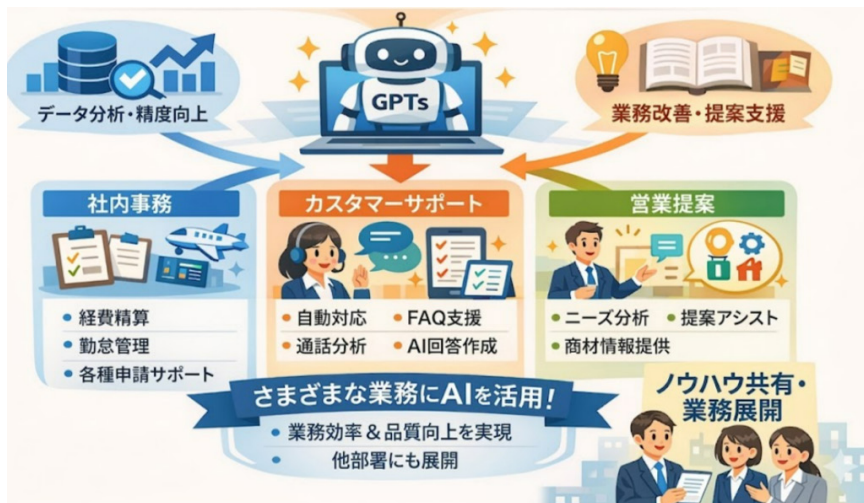 データ分析・精度向上
GPTs
業務改善・提案支援
社内事務
・経費精算
・勤怠管理
・各種申請サポート
カスタマーサポート
・自動対応 ・FAQ支援
・通話分析 ・AI回答作成
営業提案
・ニーズ分析 ・提案アシスト
・商材情報提供
さまざまな業務にAIを活用!
・業務効率&品質向上を実現
・他部署にも展開
ノウハウ共有・
業務展開